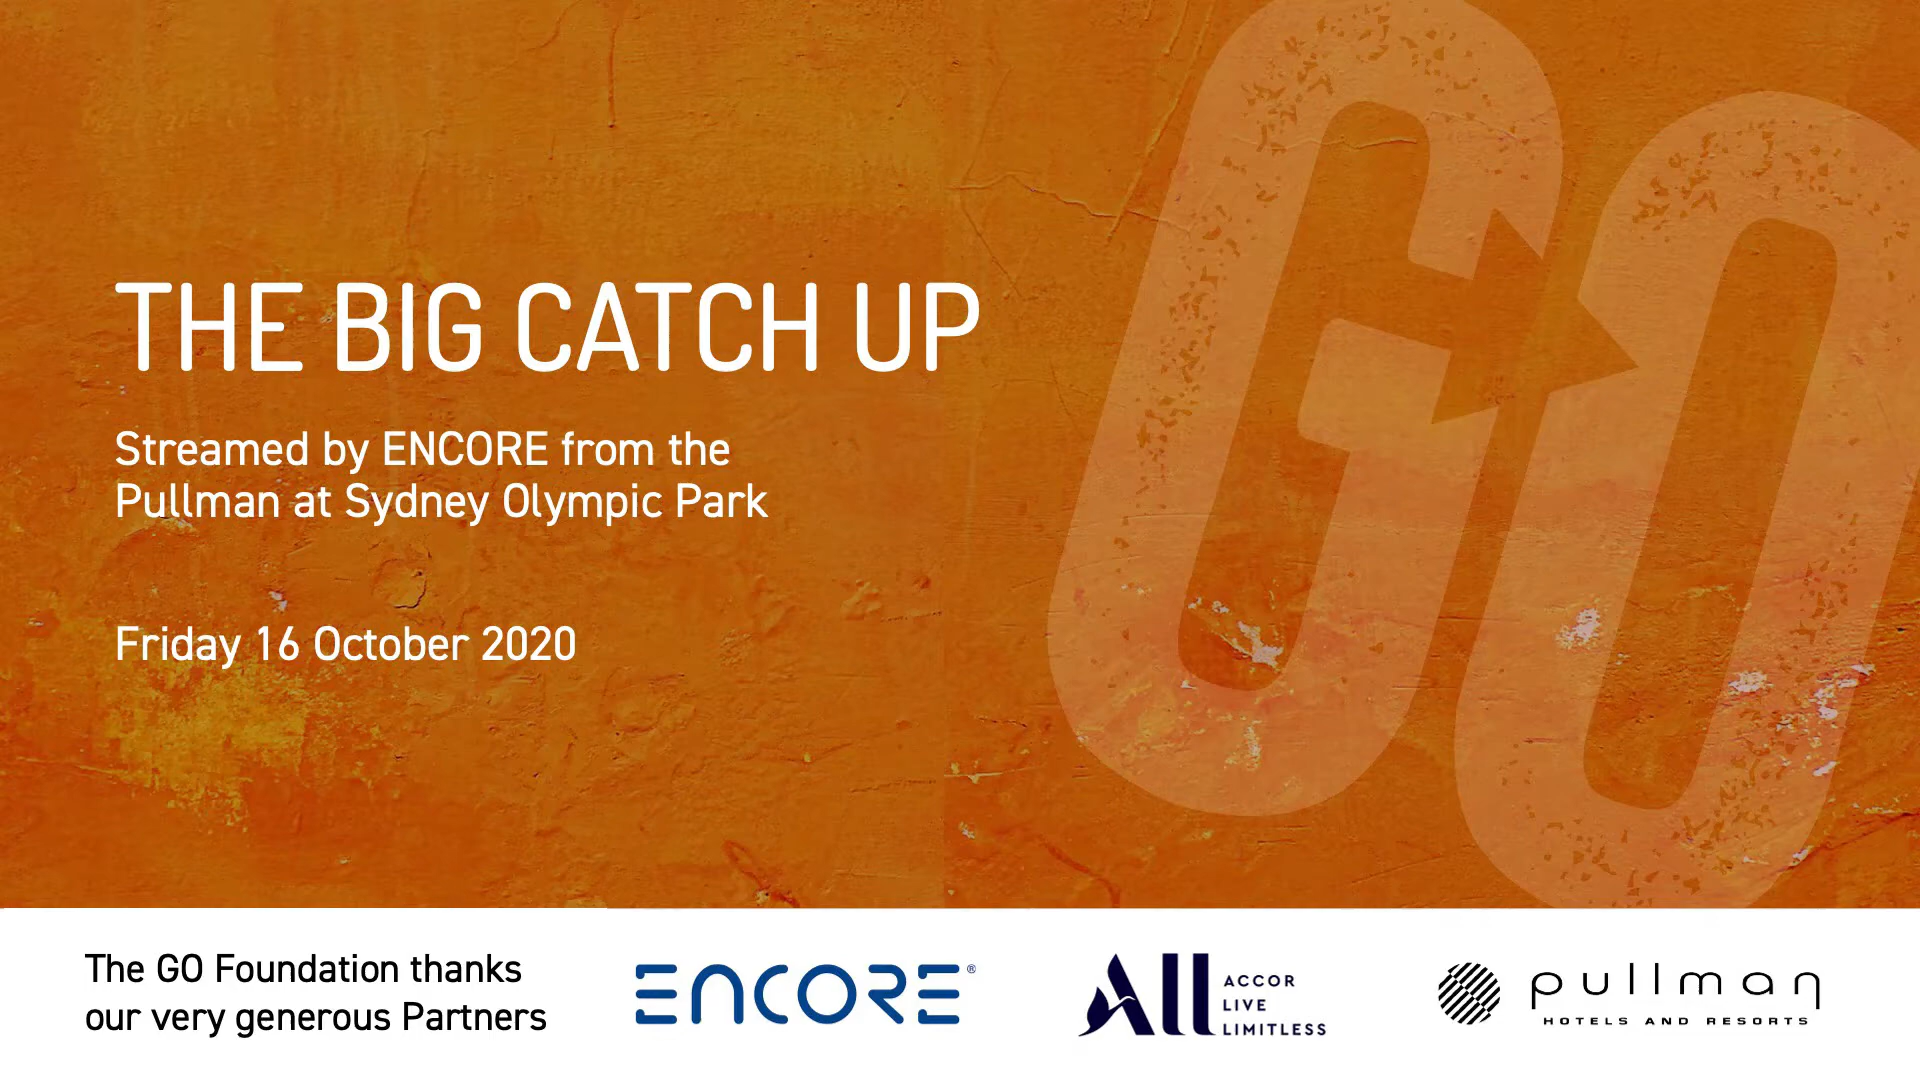 GO
THE BIG CATCH UP
Streamed by ENCORE from the
Pullman at Sydney Olympic Park
Friday 16 October 2020
The GO Foundation thanks
our very generous Partners
ENCORE®
ALL
ACCOR
LIVE
LIMITLESS
pullman
HOTELS AND RESORTS